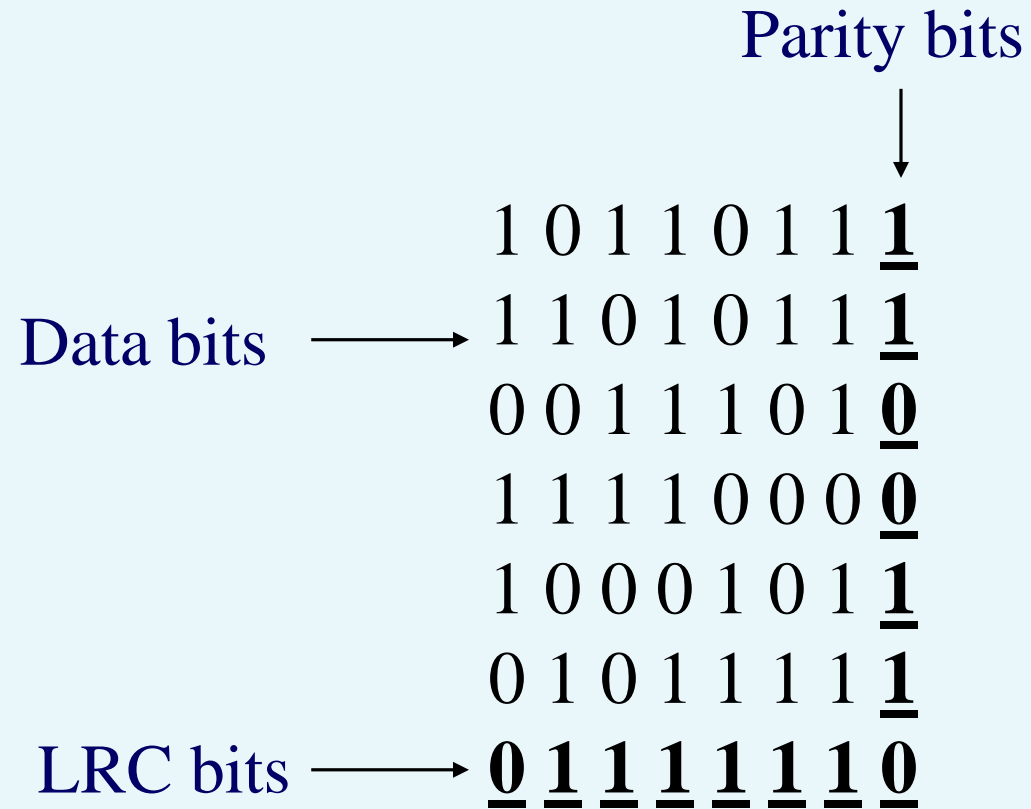 Parity bits
1 0 1 1 0 1 1 1
1 1 0 1 0 1 1 1
Data bits
0 0 1 1 1 0 1 0
1 1 1 1 0 0 0 0
1 0 0 0 1 0 1 1
0 1 0 1 1 1 1 1
LRC bits 0 1 1 1 1 1 1 0